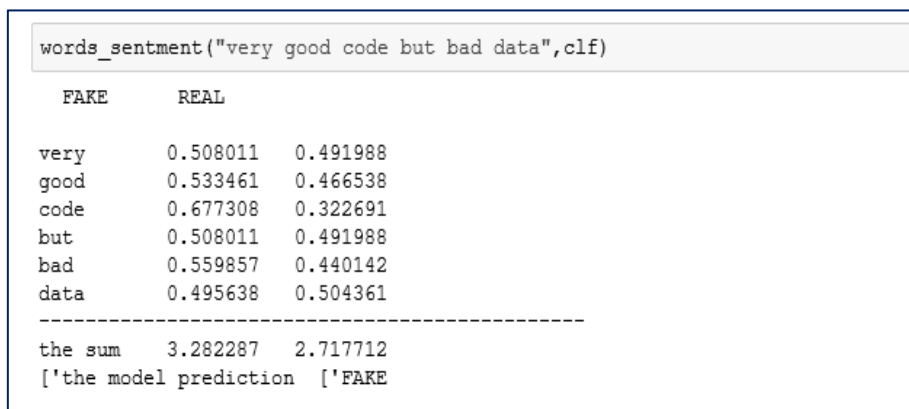 words_sentment("very good code but bad data",clf)
FAKE REAL
very 0.508011 0.491988
good 0.533461 0.466538
code 0.677308 0.322691
but 0.508011 0.491988
bad 0.559857 0.440142
data 0.495638 0.504361
-----------------------------------------------
the sum 3.282287 2.717712
['the model prediction ['FAKE